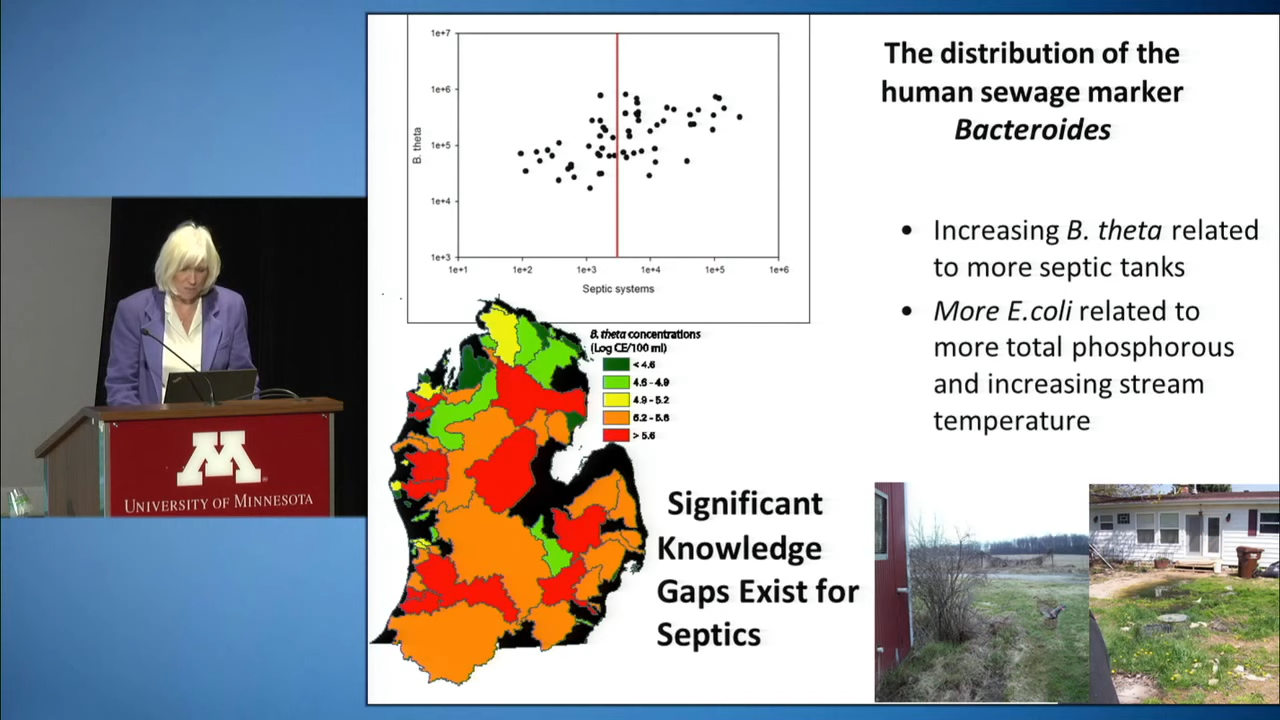 The distribution of the
human sewage marker
Bacteroides
1e+7
1e+6
1e+5
1e+4
1e+3
B. theta
1e+1
1e+2
1e+3
1e+4
1e+5
1e+6
Septic systems
• Increasing B. theta related
to more septic tanks
• More E.coli related to
more total phosphorous
and increasing stream
temperature
B. theta concentrations
(Log CE/100 ml)
< 4.6
4.6 - 4.9
4.9 - 5.2
5.2 - 5.6
> 5.6
Significant
Knowledge
Gaps Exist for
Septics
M
UNIVERSITY OF MINNESOTA